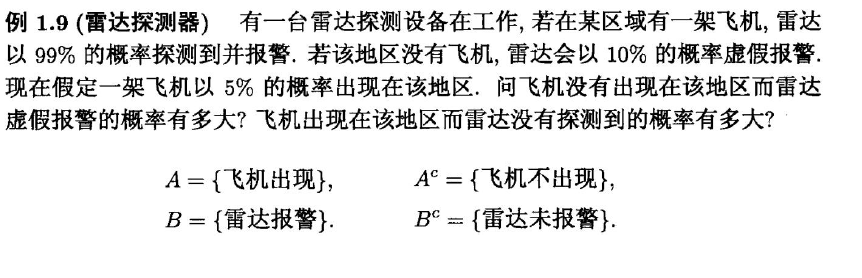 例 1.9 (雷达探测器) 有一台雷达探测设备在工作, 若在某区域有一架飞机, 雷达
以 99% 的概率探测到并报警. 若该地区没有飞机, 雷达会以 10% 的概率虚假报警.
现在假定一架飞机以 5% 的概率出现在该地区. 问飞机没有出现在该地区而雷达
虚假报警的概率有多大? 飞机出现在该地区而雷达没有探测到的概率有多大?
A = {飞机出现}, Aᶜ = {飞机不出现},
B = {雷达报警}. Bᶜ = {雷达未报警}.